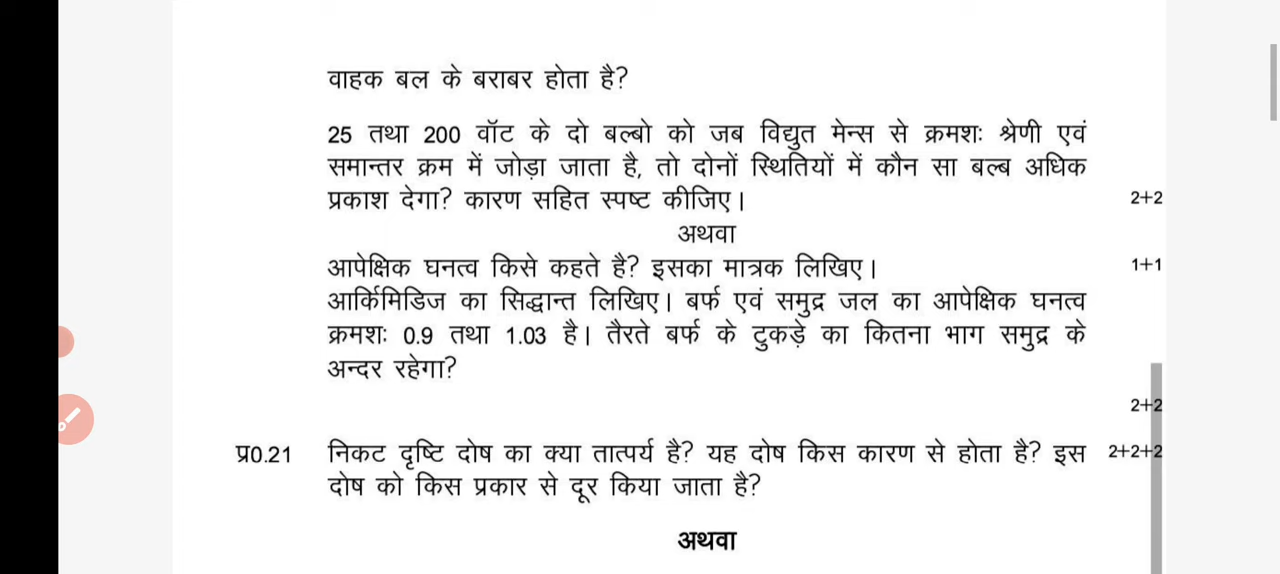 वाहक बल के बराबर होता है?
25 तथा 200 वॉट के दो बल्बो को जब विद्युत मेन्स से क्रमशः श्रेणी एवं
समान्तर क्रम में जोड़ा जाता है, तो दोनों स्थितियों में कौन सा बल्ब अधिक
प्रकाश देगा? कारण सहित स्पष्ट कीजिए। 2+2
अथवा
आपेक्षिक घनत्व किसे कहते है? इसका मात्रक लिखिए। 1+1
आर्किमिडिज का सिद्धान्त लिखिए। बर्फ एवं समुद्र जल का आपेक्षिक घनत्व
क्रमशः 0.9 तथा 1.03 है। तैरते बर्फ के टुकड़े का कितना भाग समुद्र के
अन्दर रहेगा?
2+2
प्र0.21 निकट दृष्टि दोष का क्या तात्पर्य है? यह दोष किस कारण से होता है? इस 2+2+2
दोष को किस प्रकार से दूर किया जाता है?
अथवा